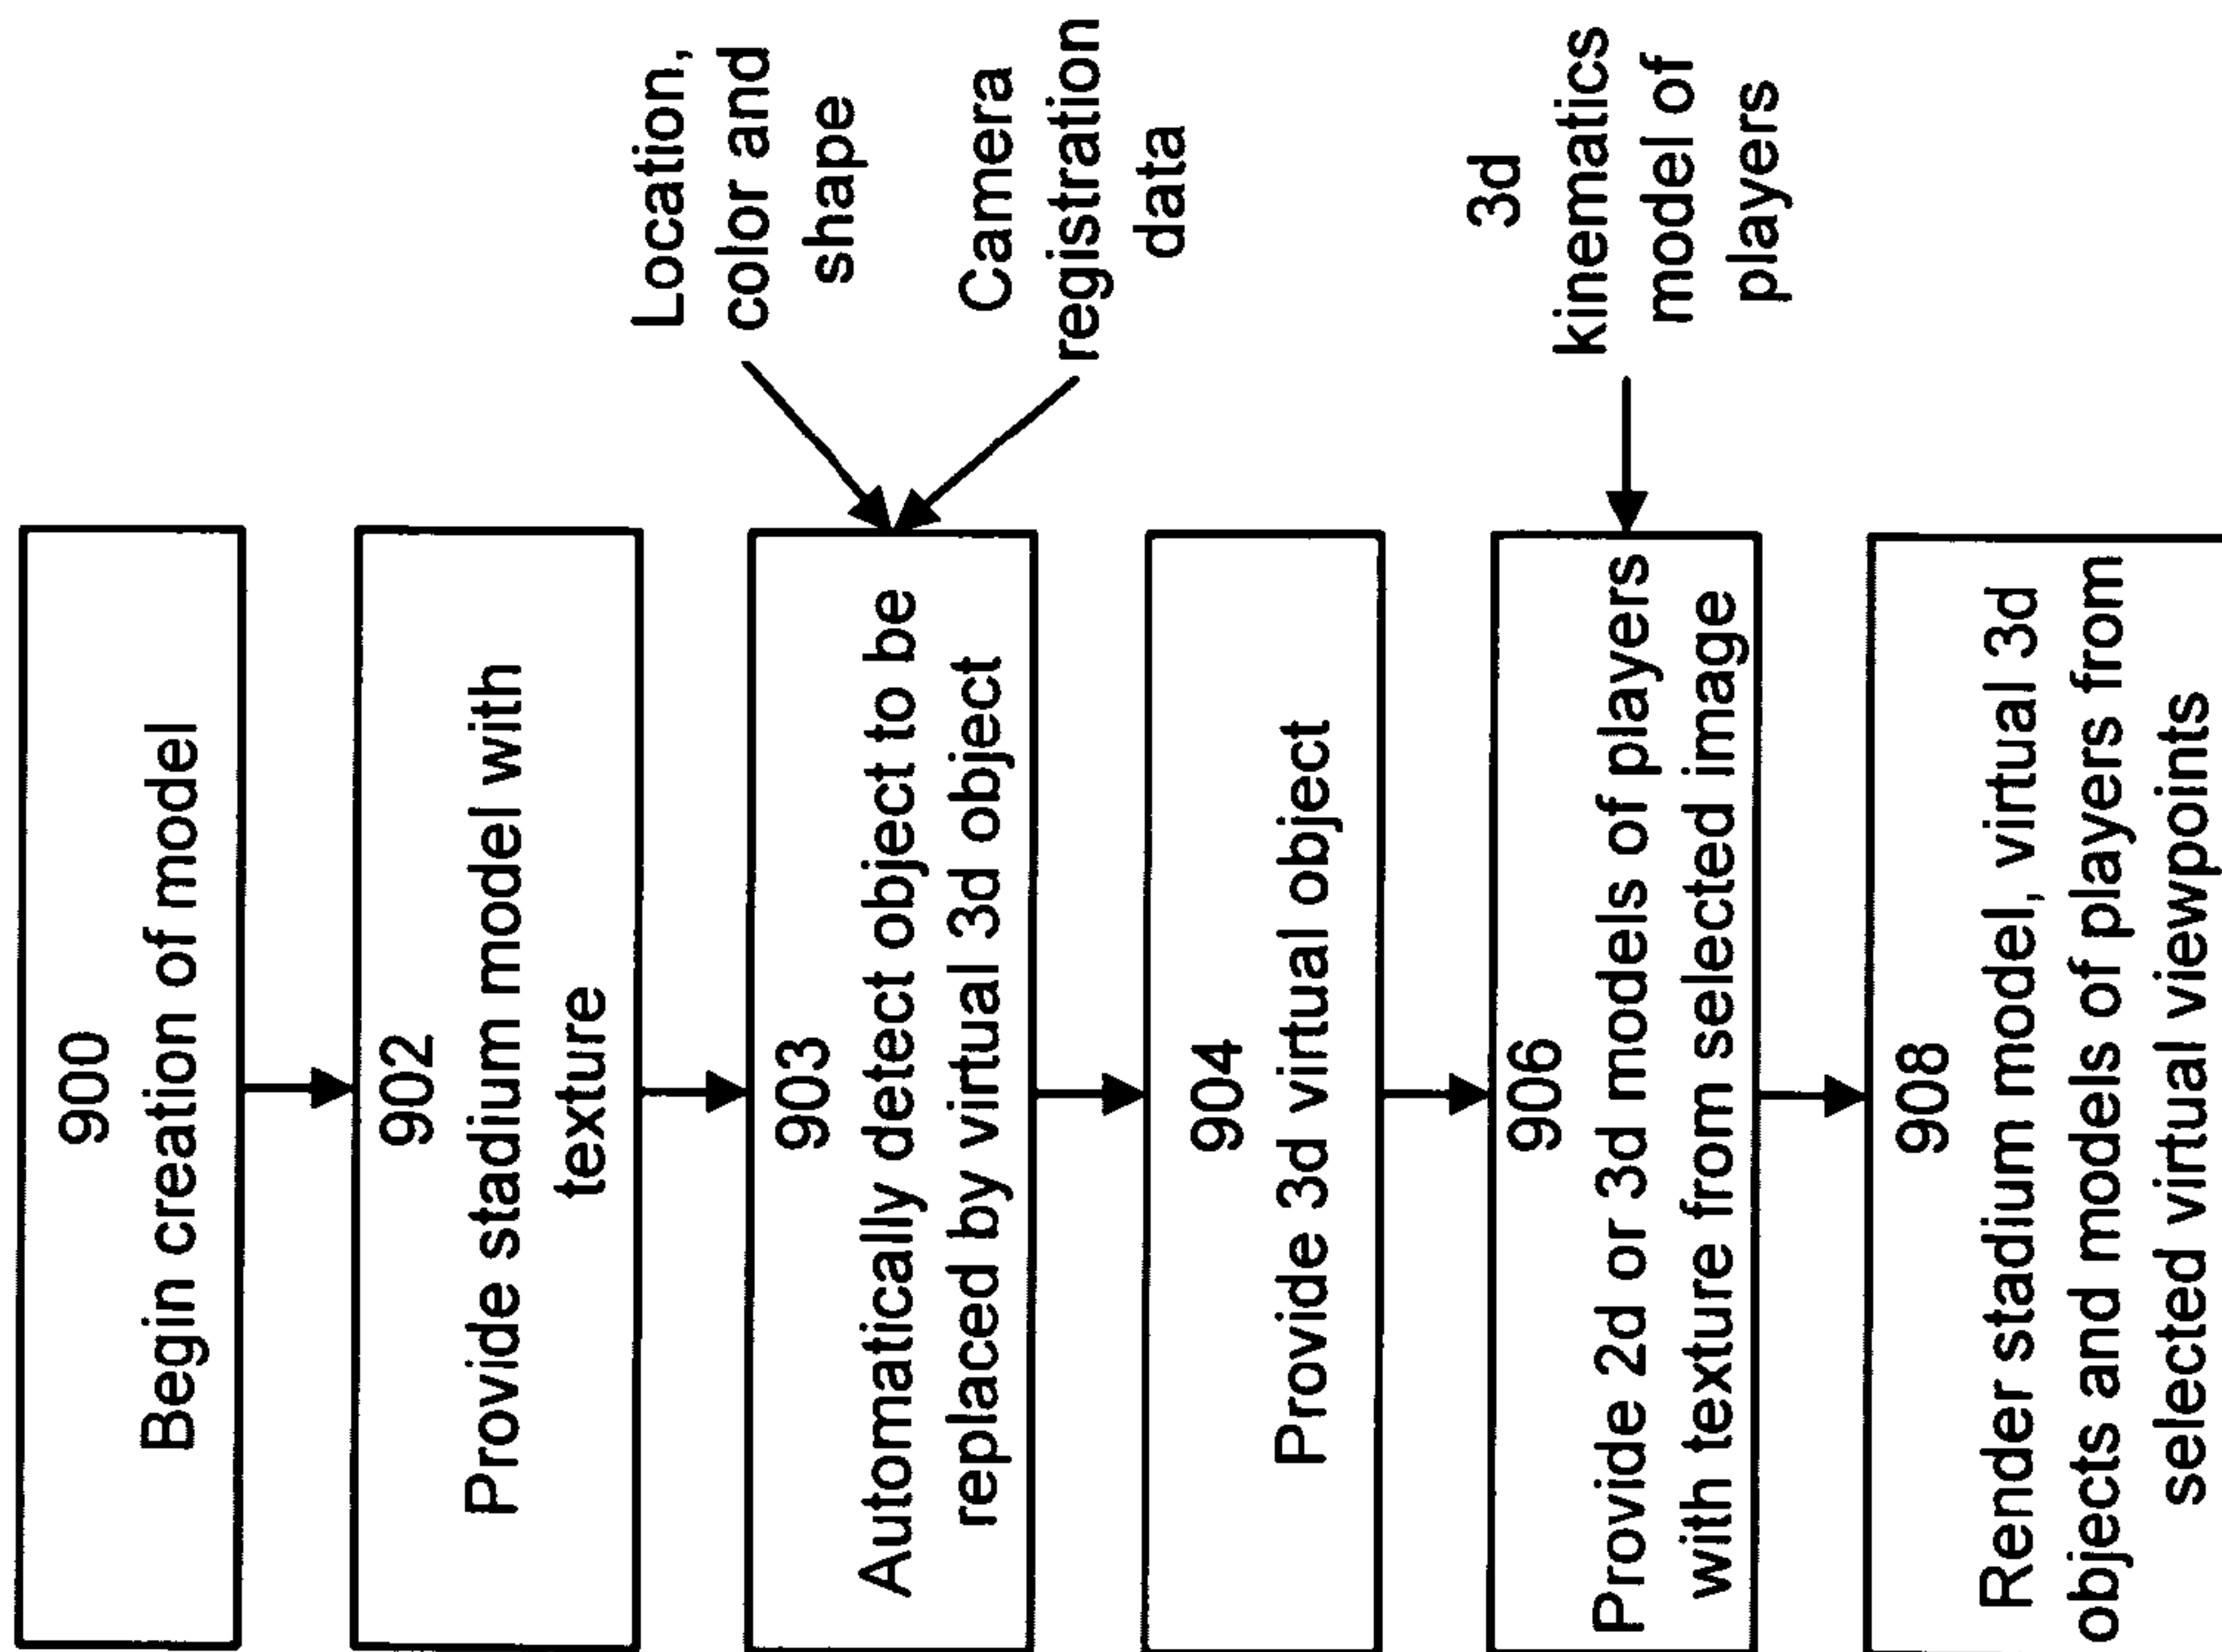 900
Begin creation of model
902
Provide stadium model with
texture
903
Automatically detect object to be
replaced by virtual 3d object
Location,
color and
shape
Camera
registration
data
904
Provide 3d virtual object
906
Provide 2d or 3d models of players
with texture from selected image
3d
kinematics
model of
players
908
Render stadium model, virtual 3d
objects and models of players from
selected virtual viewpoints